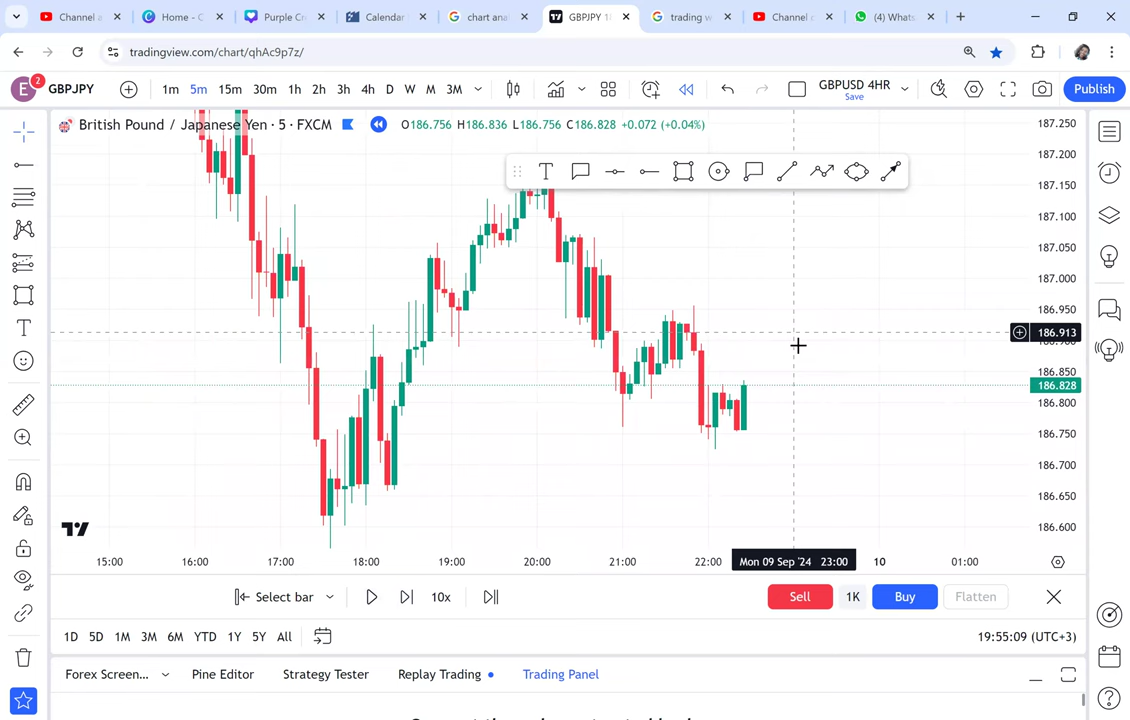 Channel a
Home - C
Purple Cr
Calendar
chart ana
GBPJPY 18
trading w
Channel c
(4) Whats
tradingview.com/chart/qhAc9p7z/
E 2 GBPJPY 1m 5m 15m 30m 1h 2h 3h 4h D W M 3M GBPUSD 4HR Save Publish
British Pound / Japanese Yen · 5 · FXCM O186.756 H186.836 L186.756 C186.828 +0.072 (+0.04%)
T
187.250
187.200
187.150
187.100
187.050
187.000
186.950
186.913
186.900
186.850
186.828
186.800
186.750
186.700
186.650
186.600
15:00 16:00 17:00 18:00 19:00 20:00 21:00 22:00 Mon 09 Sep '24 23:00 10 01:00
Select bar 10x Sell 1K Buy Flatten
1D 5D 1M 3M 6M YTD 1Y 5Y All 19:55:09 (UTC+3)
Forex Screen... Pine Editor Strategy Tester Replay Trading Trading Panel